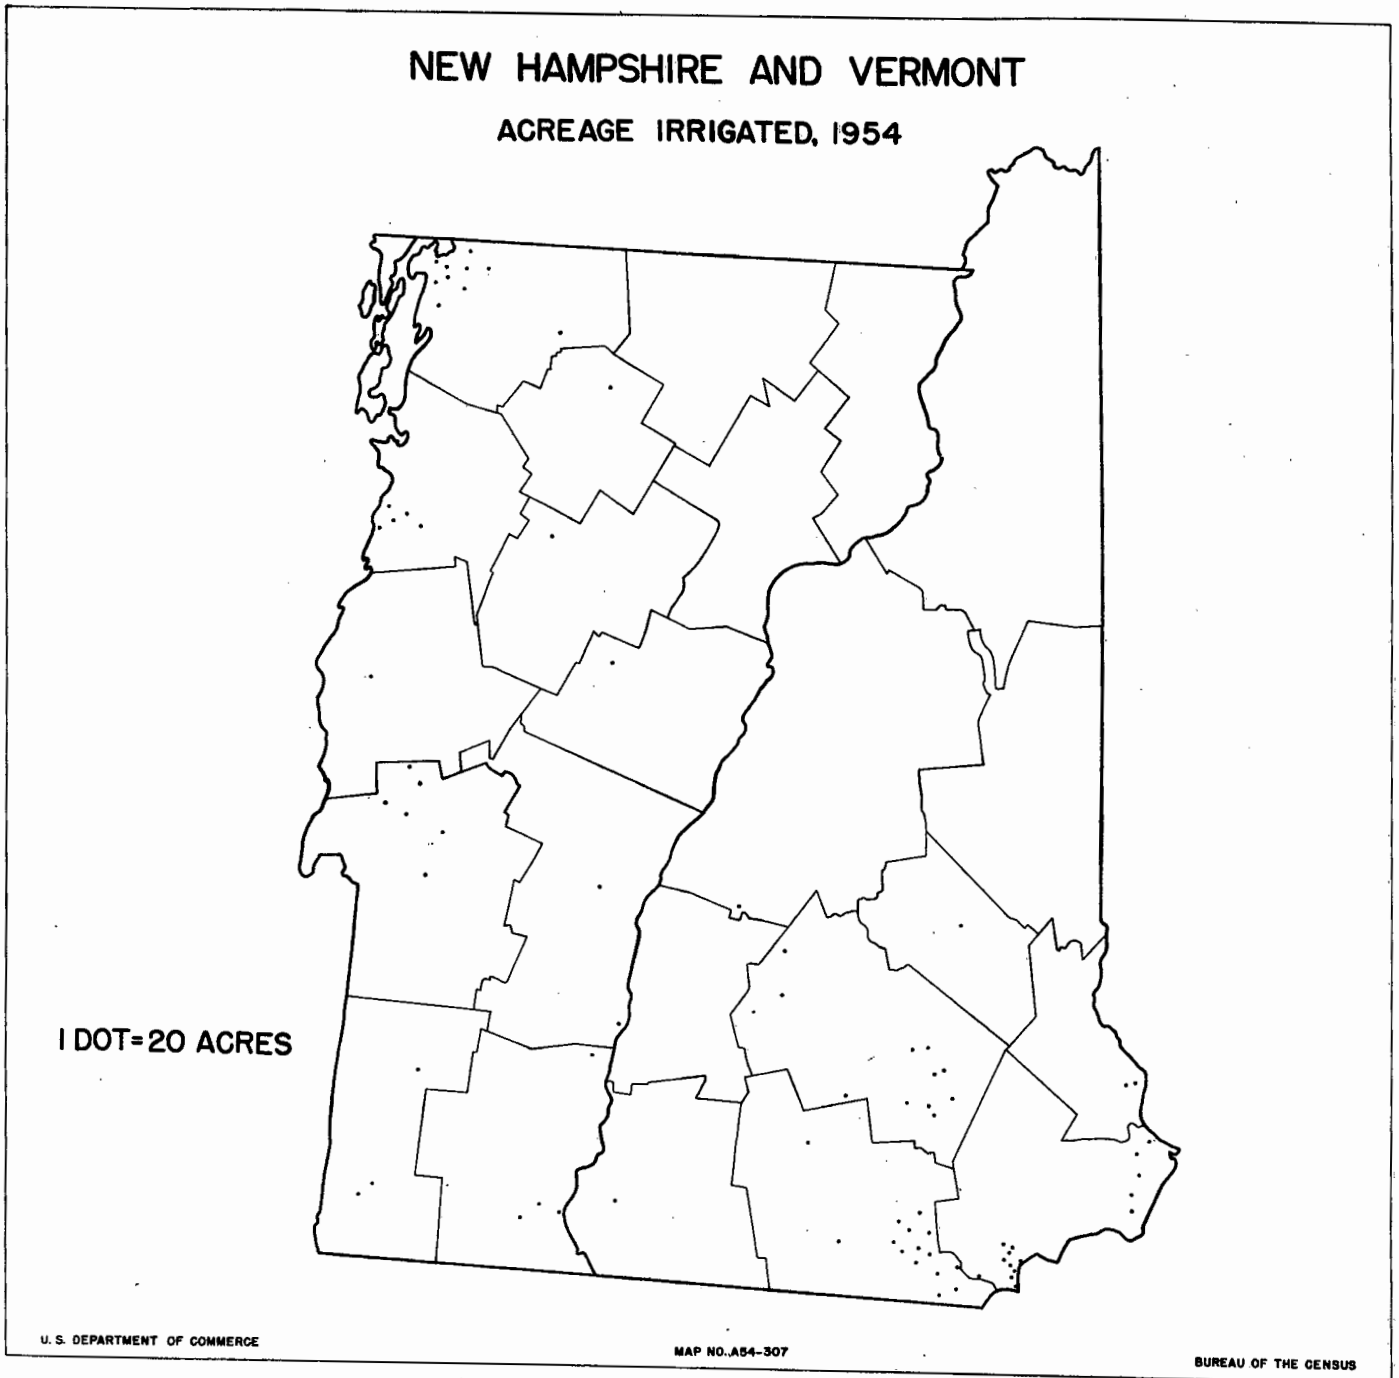 NEW HAMPSHIRE AND VERMONT
ACREAGE IRRIGATED, 1954
1 DOT=20 ACRES
U. S. DEPARTMENT OF COMMERCE
MAP NO. A54-307
BUREAU OF THE CENSUS